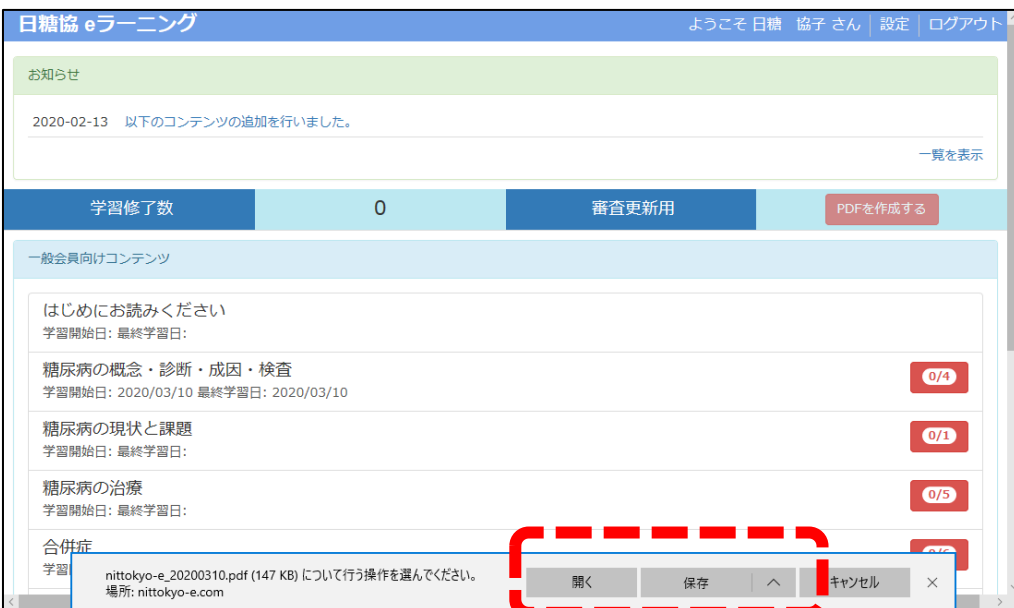 日糖協 eラーニング
ようこそ 日糖 協子 さん 設定 ログアウト
お知らせ
2020-02-13 以下のコンテンツの追加を行いました。
一覧を表示
学習修了数 0 審査更新用 PDFを作成する
一般会員向けコンテンツ
はじめにお読みください
学習開始日: 最終学習日:
糖尿病の概念・診断・成因・検査
学習開始日: 2020/03/10 最終学習日: 2020/03/10
0/4
糖尿病の現状と課題
学習開始日: 最終学習日:
0/1
糖尿病の治療
学習開始日: 最終学習日:
0/5
合併症
学習
nittokyo-e_20200310.pdf (147 KB) について行う操作を選んでください。
場所: nittokyo-e.com
開く 保存 キャンセル